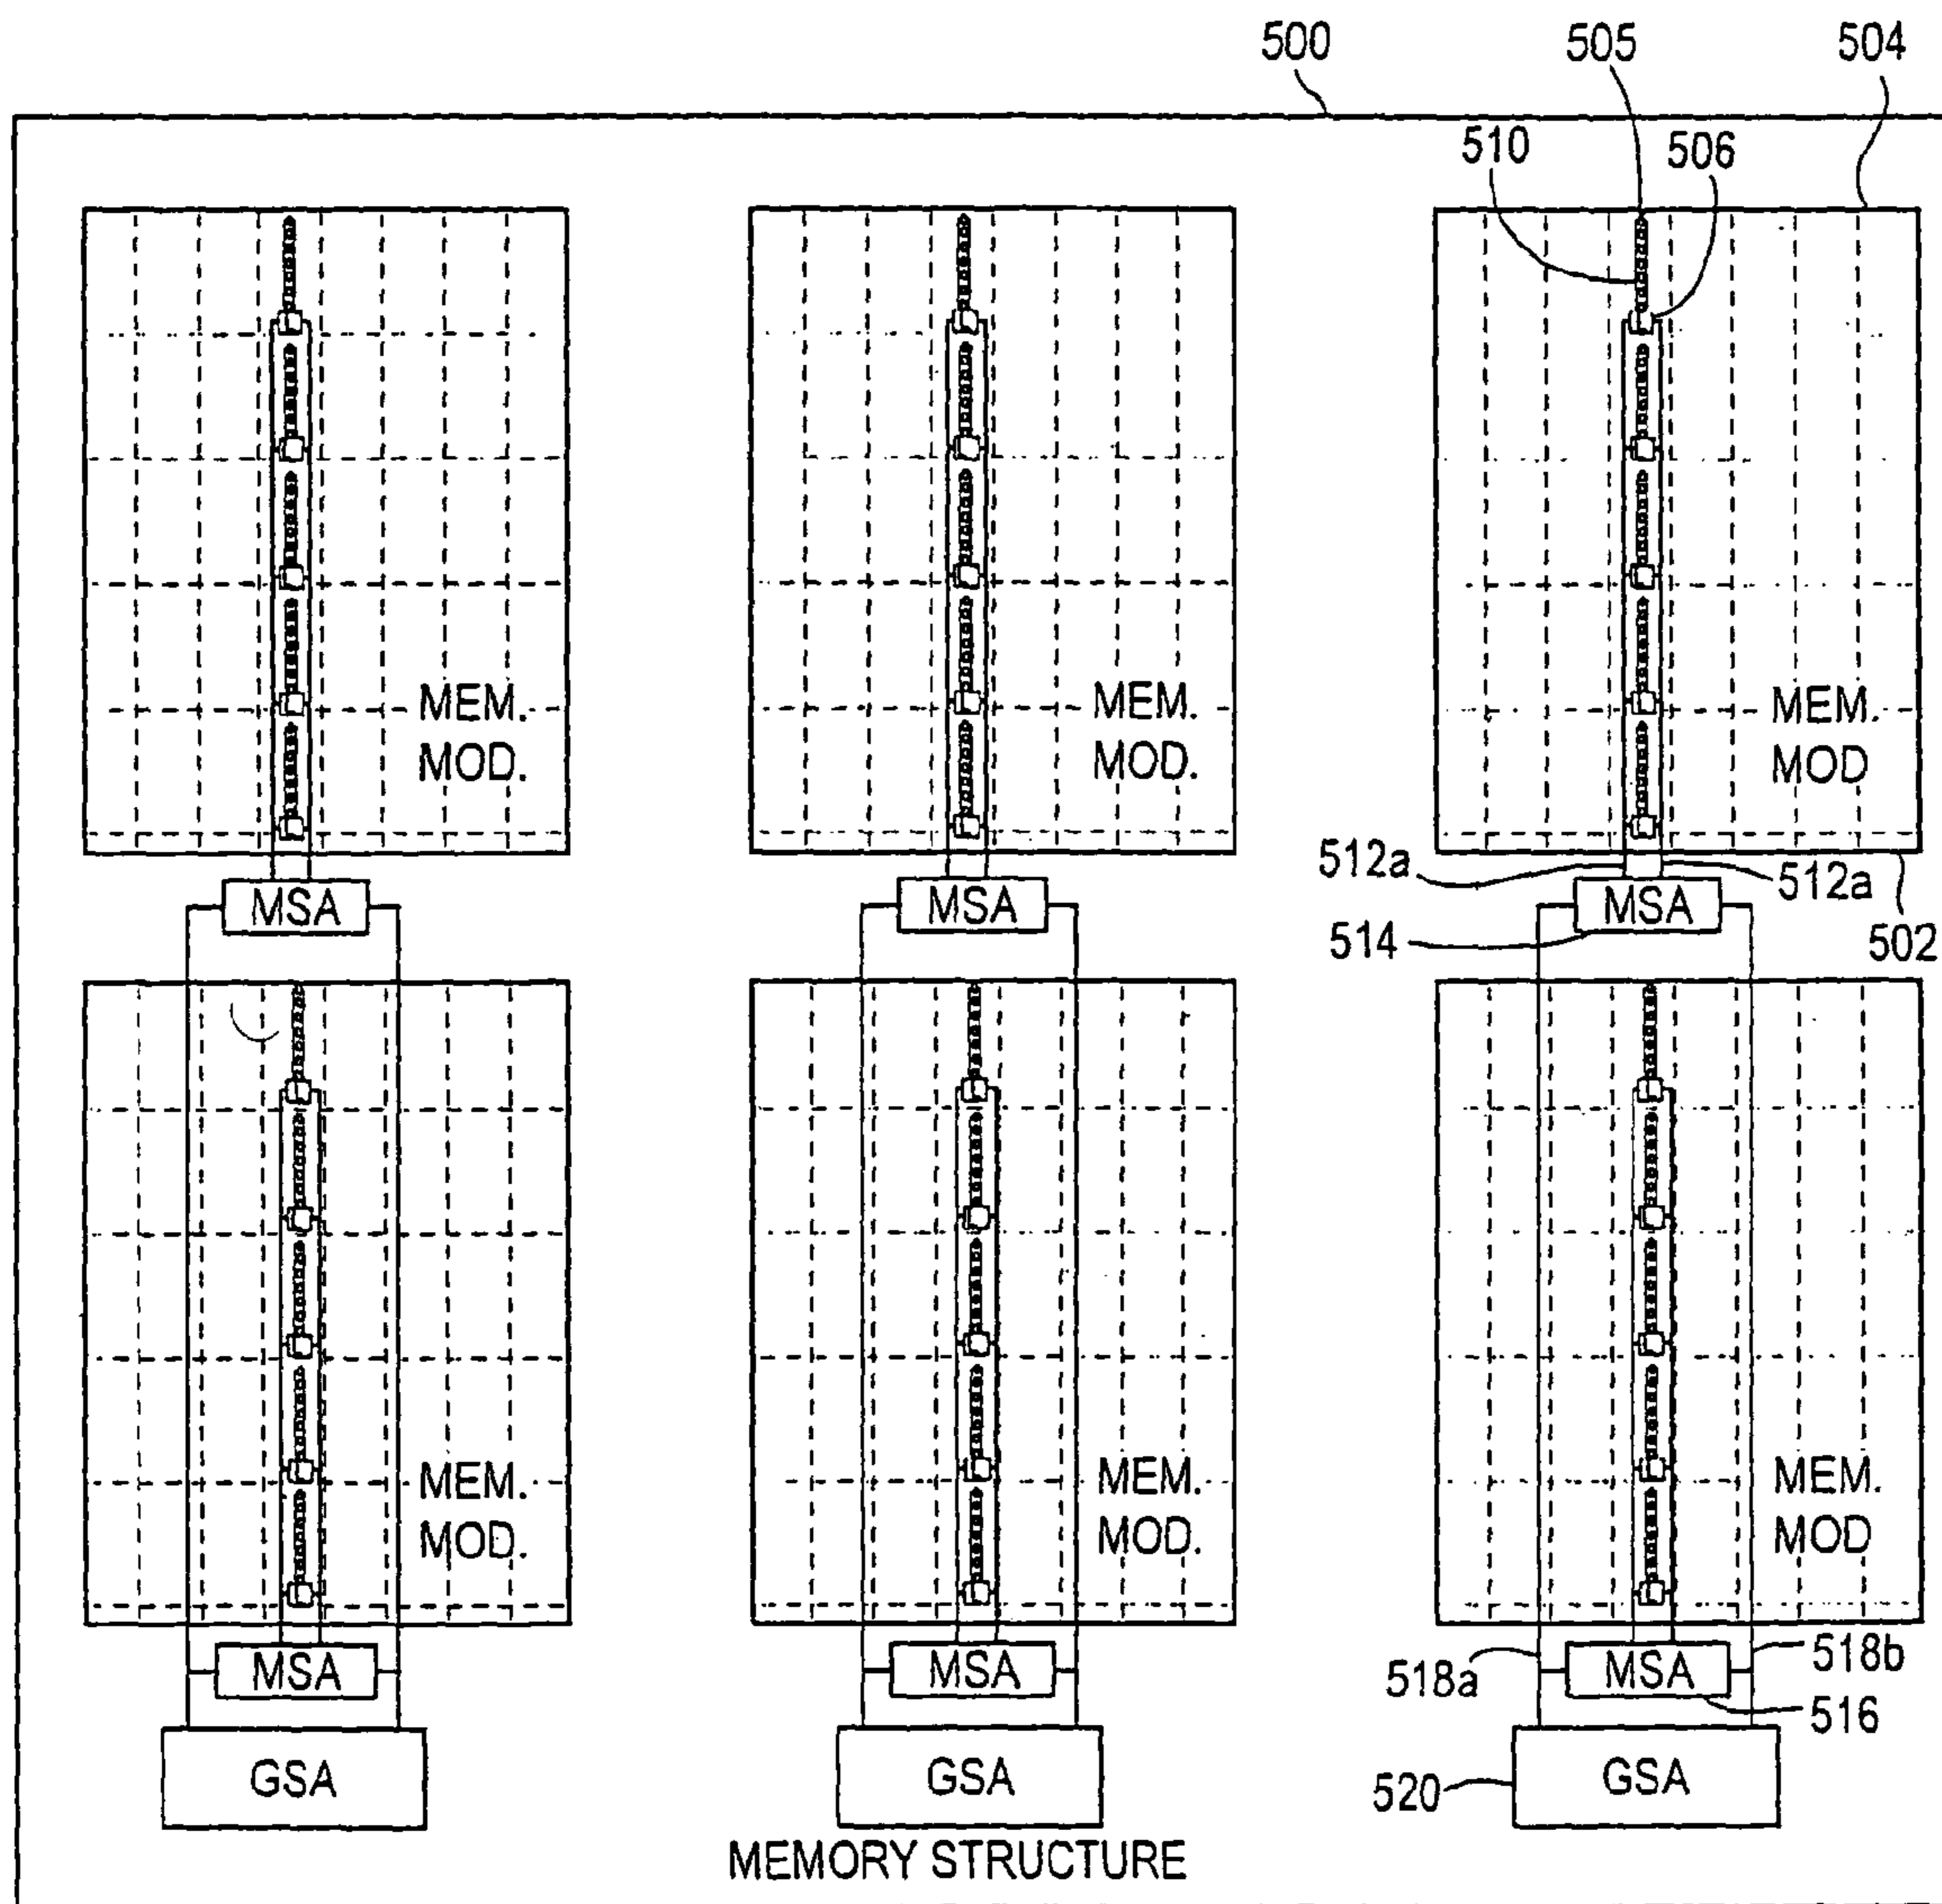 500
505
504
510
506
MEM.
MOD.
MEM.
MOD.
MEM.
MOD
512a
512a
MSA
MSA
MSA
514
502
MEM.
MOD.
MEM.
MOD.
MEM.
MOD
518a
518b
MSA
MSA
MSA
516
GSA
GSA
GSA
520
MEMORY STRUCTURE